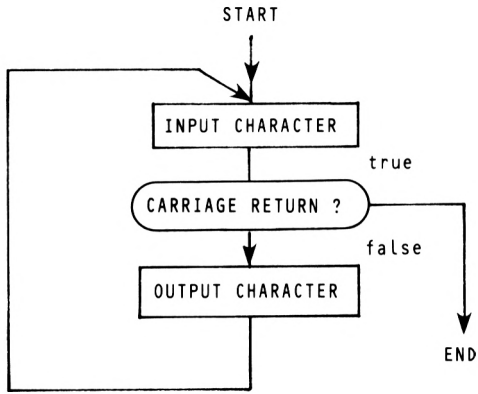 START
INPUT CHARACTER
true
CARRIAGE RETURN ?
false
OUTPUT CHARACTER
END